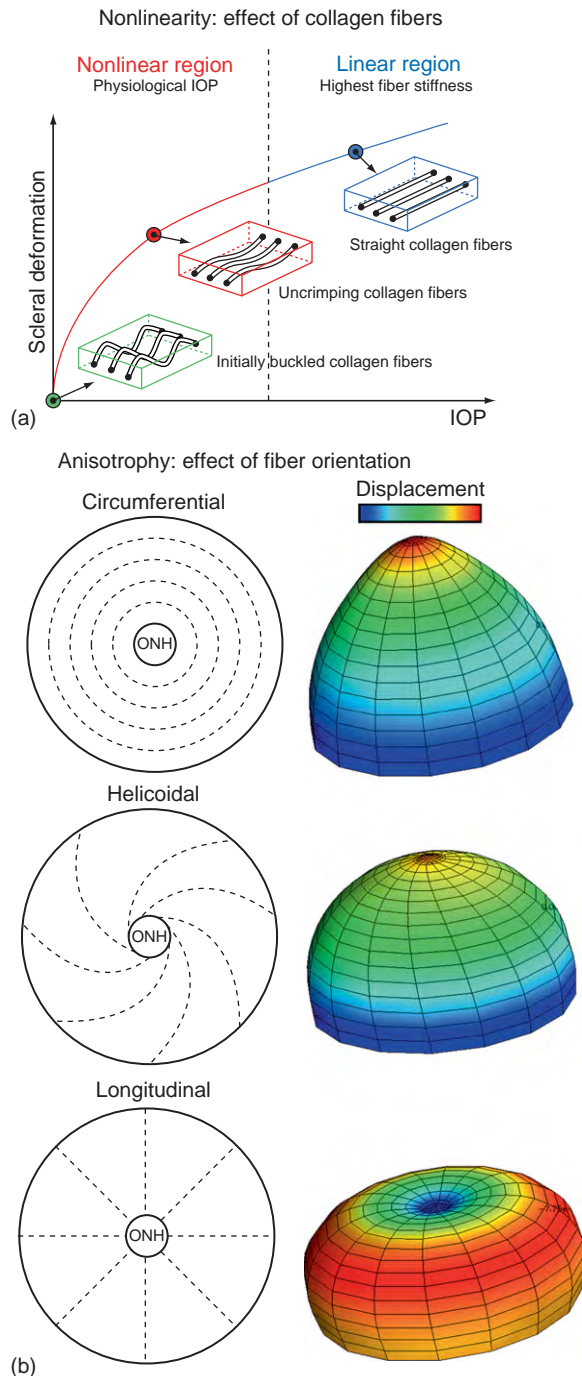 Nonlinearity: effect of collagen fibers
Nonlinear region
Physiological IOP
Linear region
Highest fiber stiffness
Scleral deformation
Straight collagen fibers
Uncrimping collagen fibers
Initially buckled collagen fibers
(a)
IOP
Anisotropy: effect of fiber orientation
Circumferential
Displacement
ONH
Helicoidal
ONH
Longitudinal
ONH
(b)